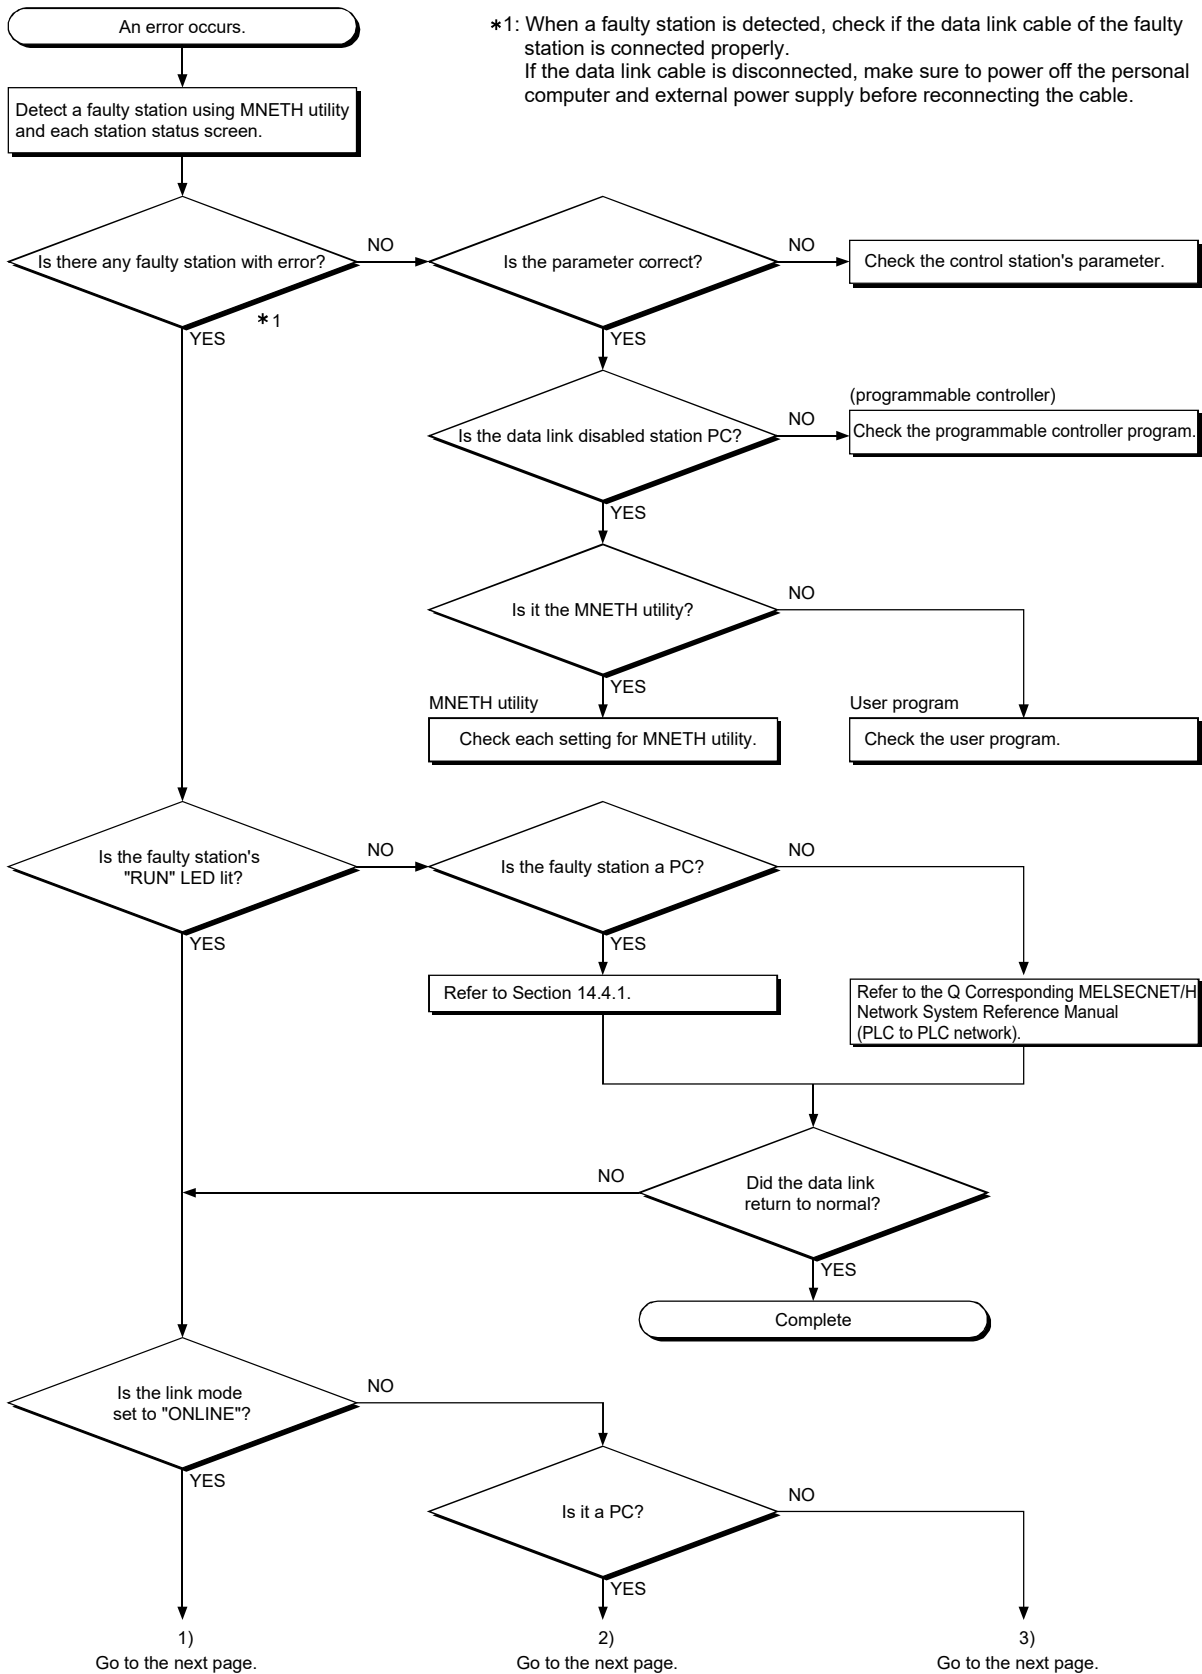 An error occurs.
*1: When a faulty station is detected, check if the data link cable of the faulty
station is connected properly.
If the data link cable is disconnected, make sure to power off the personal
computer and external power supply before reconnecting the cable.
Detect a faulty station using MNETH utility
and each station status screen.
Is there any faulty station with error?
NO
*1
YES
Is the parameter correct?
NO
Check the control station's parameter.
YES
Is the data link disabled station PC?
NO
(programmable controller)
Check the programmable controller program.
YES
Is it the MNETH utility?
NO
YES
MNETH utility
Check each setting for MNETH utility.
User program
Check the user program.
Is the faulty station's
"RUN" LED lit?
NO
YES
Is the faulty station a PC?
NO
YES
Refer to Section 14.4.1.
Refer to the Q Corresponding MELSECNET/H
Network System Reference Manual
(PLC to PLC network).
Did the data link
return to normal?
NO
YES
Complete
Is the link mode
set to "ONLINE"?
NO
YES
Is it a PC?
NO
YES
1)
Go to the next page.
2)
Go to the next page.
3)
Go to the next page.